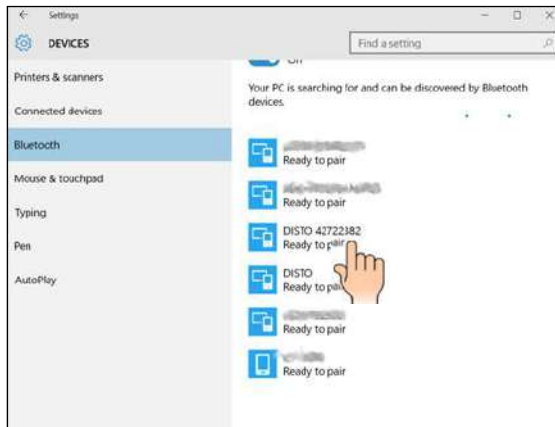 Settings
DEVICES
Find a setting
Printers & scanners
Connected devices
Bluetooth
Mouse & touchpad
Typing
Pen
AutoPlay
On
Your PC is searching for and can be discovered by Bluetooth
devices.
Ready to pair
Ready to pair
DISTO 42722382
Ready to pair
DISTO
Ready to
Ready to pair
Ready to pair